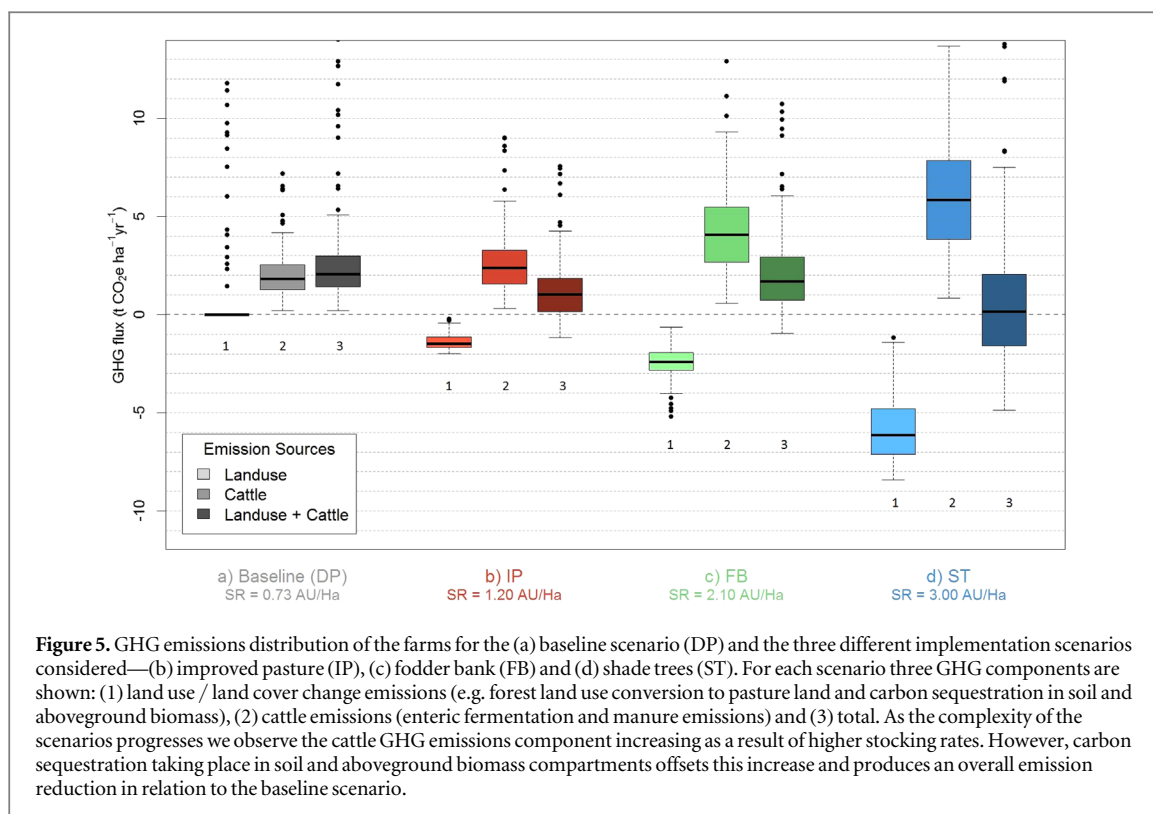 10
5
0
-5
-10
GHG flux (t CO₂e ha⁻¹yr⁻¹)
1 2 3
1 2 3
1 2 3
1 2 3
Emission Sources
Landuse
Cattle
Landuse + Cattle
a) Baseline (DP)
SR = 0.73 AU/Ha
b) IP
SR = 1.20 AU/Ha
c) FB
SR = 2.10 AU/Ha
d) ST
SR = 3.00 AU/Ha
Figure 5. GHG emissions distribution of the farms for the (a) baseline scenario (DP) and the three different implementation scenarios
considered—(b) improved pasture (IP), (c) fodder bank (FB) and (d) shade trees (ST). For each scenario three GHG components are
shown: (1) land use / land cover change emissions (e.g. forest land use conversion to pasture land and carbon sequestration in soil and
aboveground biomass), (2) cattle emissions (enteric fermentation and manure emissions) and (3) total. As the complexity of the
scenarios progresses we observe the cattle GHG emissions component increasing as a result of higher stocking rates. However, carbon
sequestration taking place in soil and aboveground biomass compartments offsets this increase and produces an overall emission
reduction in relation to the baseline scenario.